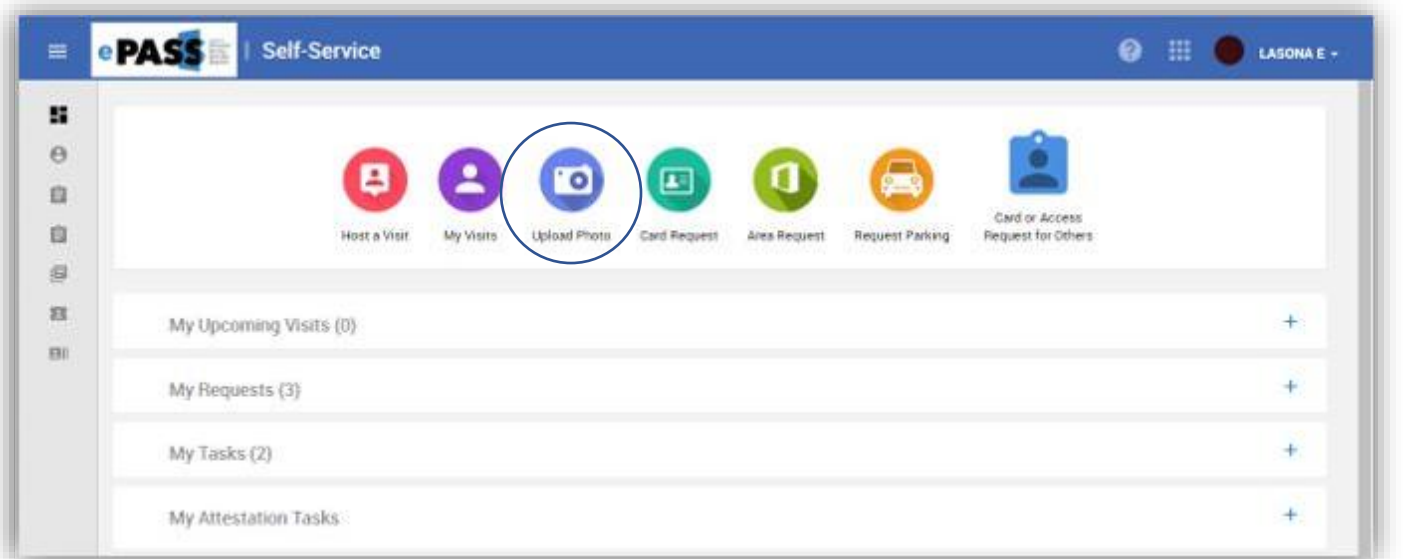 ePASS | Self-Service
LASONA E
Host a Visit
My Visits
Upload Photo
Card Request
Area Request
Request Parking
Card or Access
Request for Others
My Upcoming Visits (0)
My Requests (3)
My Tasks (2)
My Attestation Tasks